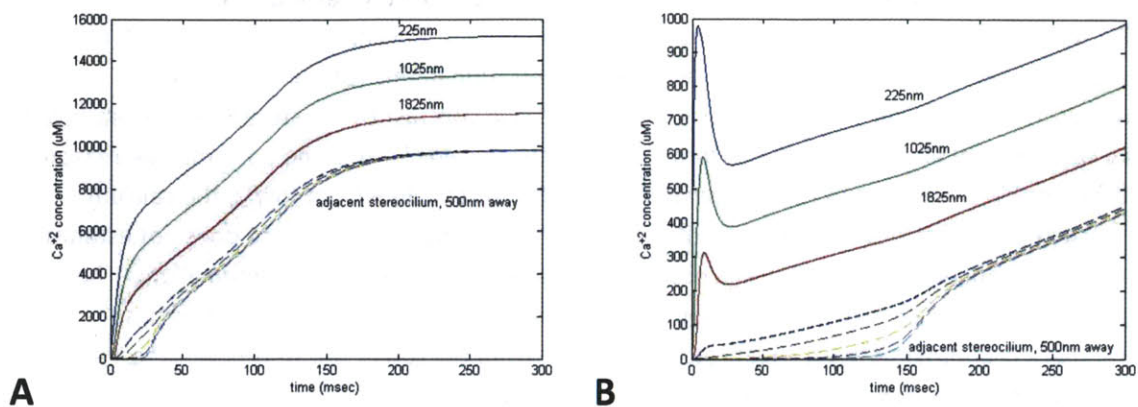 16000
14000
12000
10000
8000
6000
4000
2000
0
Ca+2 concentration (uM)
225nm
1025nm
1825nm
adjacent stereocilium, 500nm away
0 50 100 150 200 250 300
time (msec)
A
1000
900
800
700
600
500
400
300
200
100
0
Ca+2 concentration (uM)
225nm
1025nm
1825nm
adjacent stereocilium, 500nm away
0 50 100 150 200 250 300
time (msec)
B